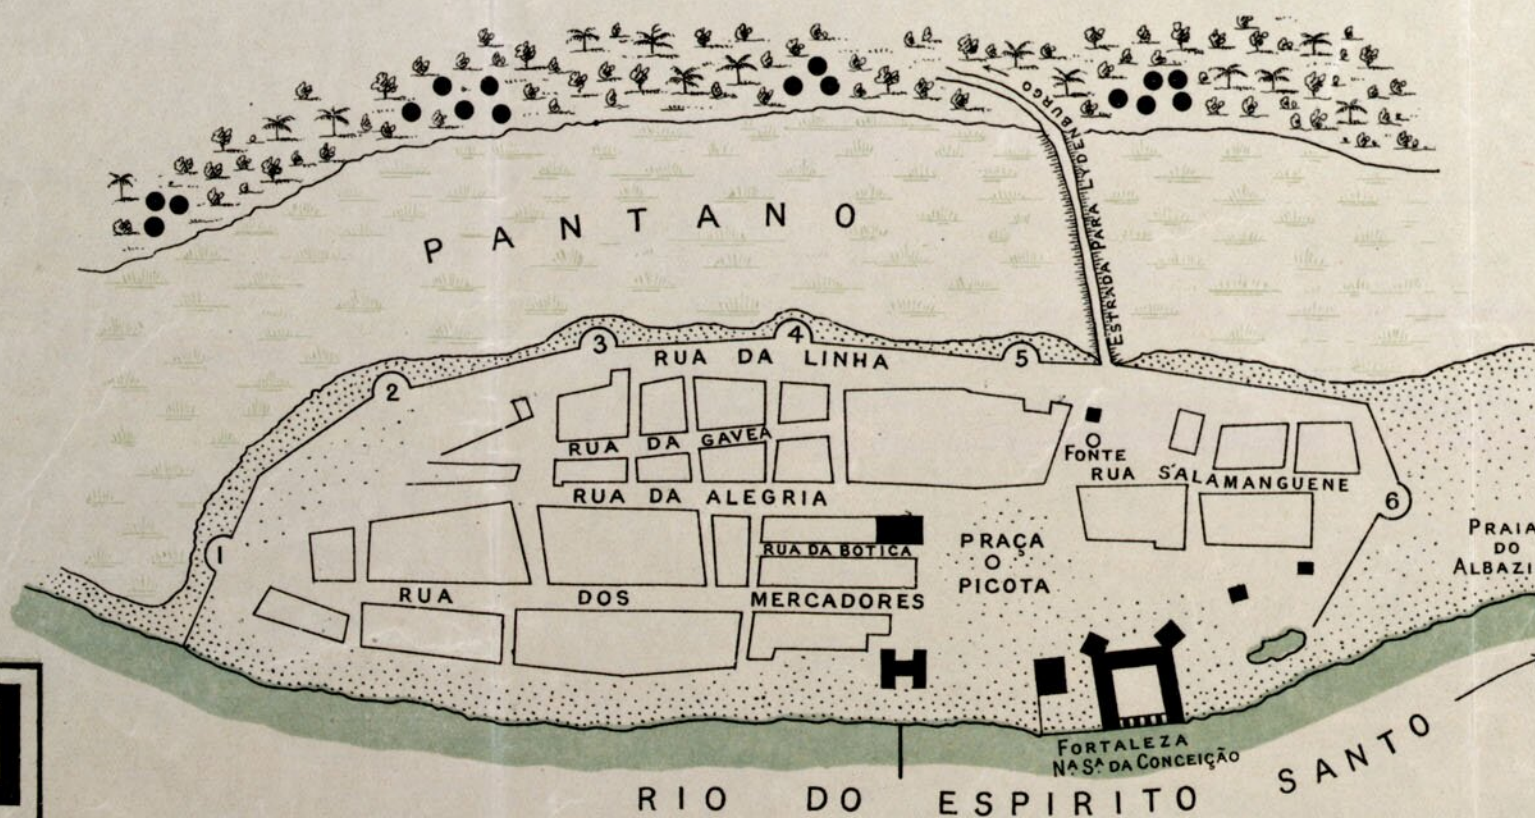 ESTRADA PARA LYDENBURGO
PANTANO
3
4
5
RUA DA LINHA
2
RUA DA GAVEA
FONTE
RUA S'ALAMANGUENE
RUA DA ALEGRIA
6
1
PRAÇA
O
PICOTA
RUA DA BOTICA
PRAIA
DO
ALBAZI
RUA DOS MERCADORES
FORTALEZA
Nª Sª DA CONCEIÇÃO
RIO DO ESPIRITO SANTO